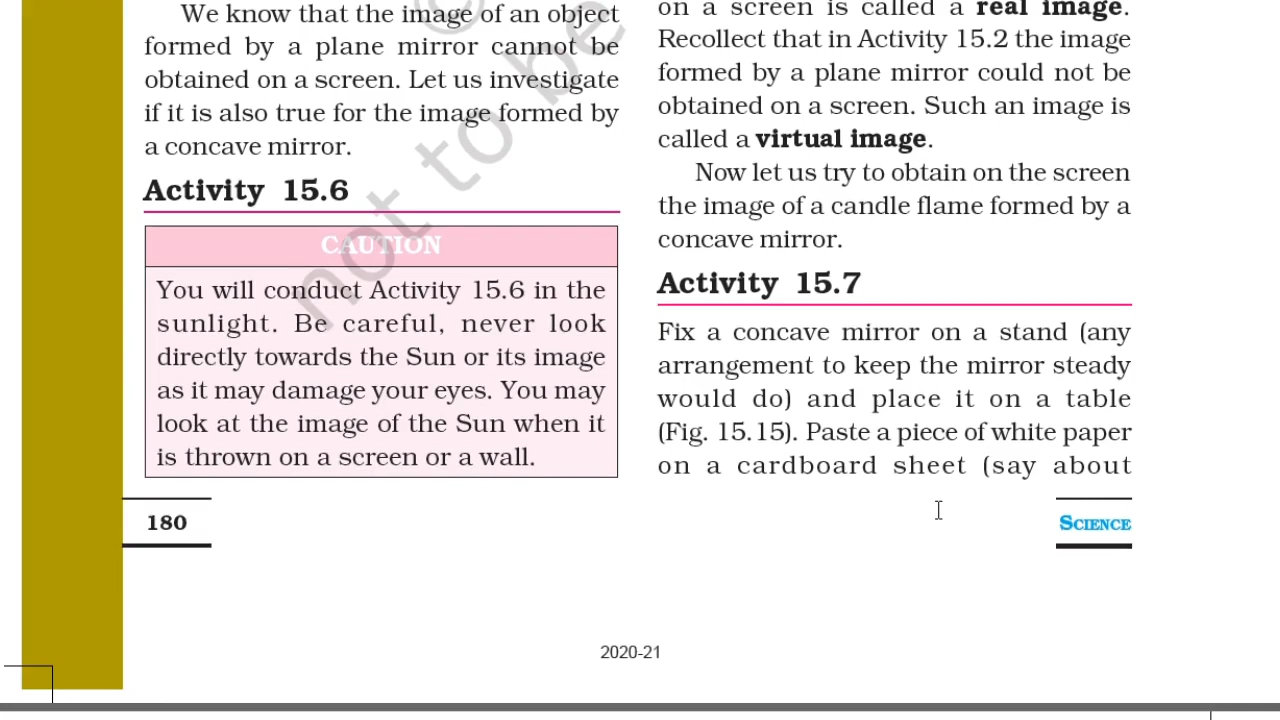 We know that the image of an object
formed by a plane mirror cannot be
obtained on a screen. Let us investigate
if it is also true for the image formed by
a concave mirror.
Activity 15.6
CAUTION
You will conduct Activity 15.6 in the
sunlight. Be careful, never look
directly towards the Sun or its image
as it may damage your eyes. You may
look at the image of the Sun when it
is thrown on a screen or a wall.
on a screen is called a real image.
Recollect that in Activity 15.2 the image
formed by a plane mirror could not be
obtained on a screen. Such an image is
called a virtual image.
Now let us try to obtain on the screen
the image of a candle flame formed by a
concave mirror.
Activity 15.7
Fix a concave mirror on a stand (any
arrangement to keep the mirror steady
would do) and place it on a table
(Fig. 15.15). Paste a piece of white paper
on a cardboard sheet (say about
180
SCIENCE
2020-21
©
not to be